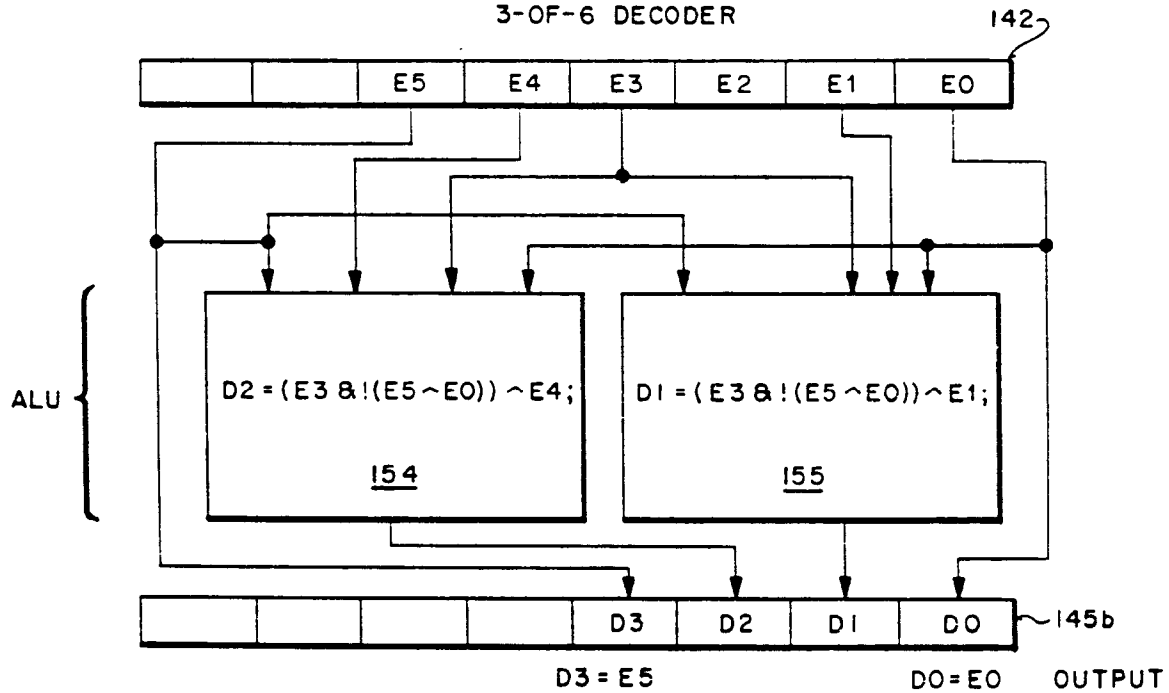 3-OF-6 DECODER
142
E5 E4 E3 E2 E1 E0
ALU
D2=(E3 &!(E5^E0))^E4;
154
D1=(E3 &!(E5^E0))^E1;
155
D3 D2 D1 D0
145b
D3=E5
D0=E0
OUTPUT